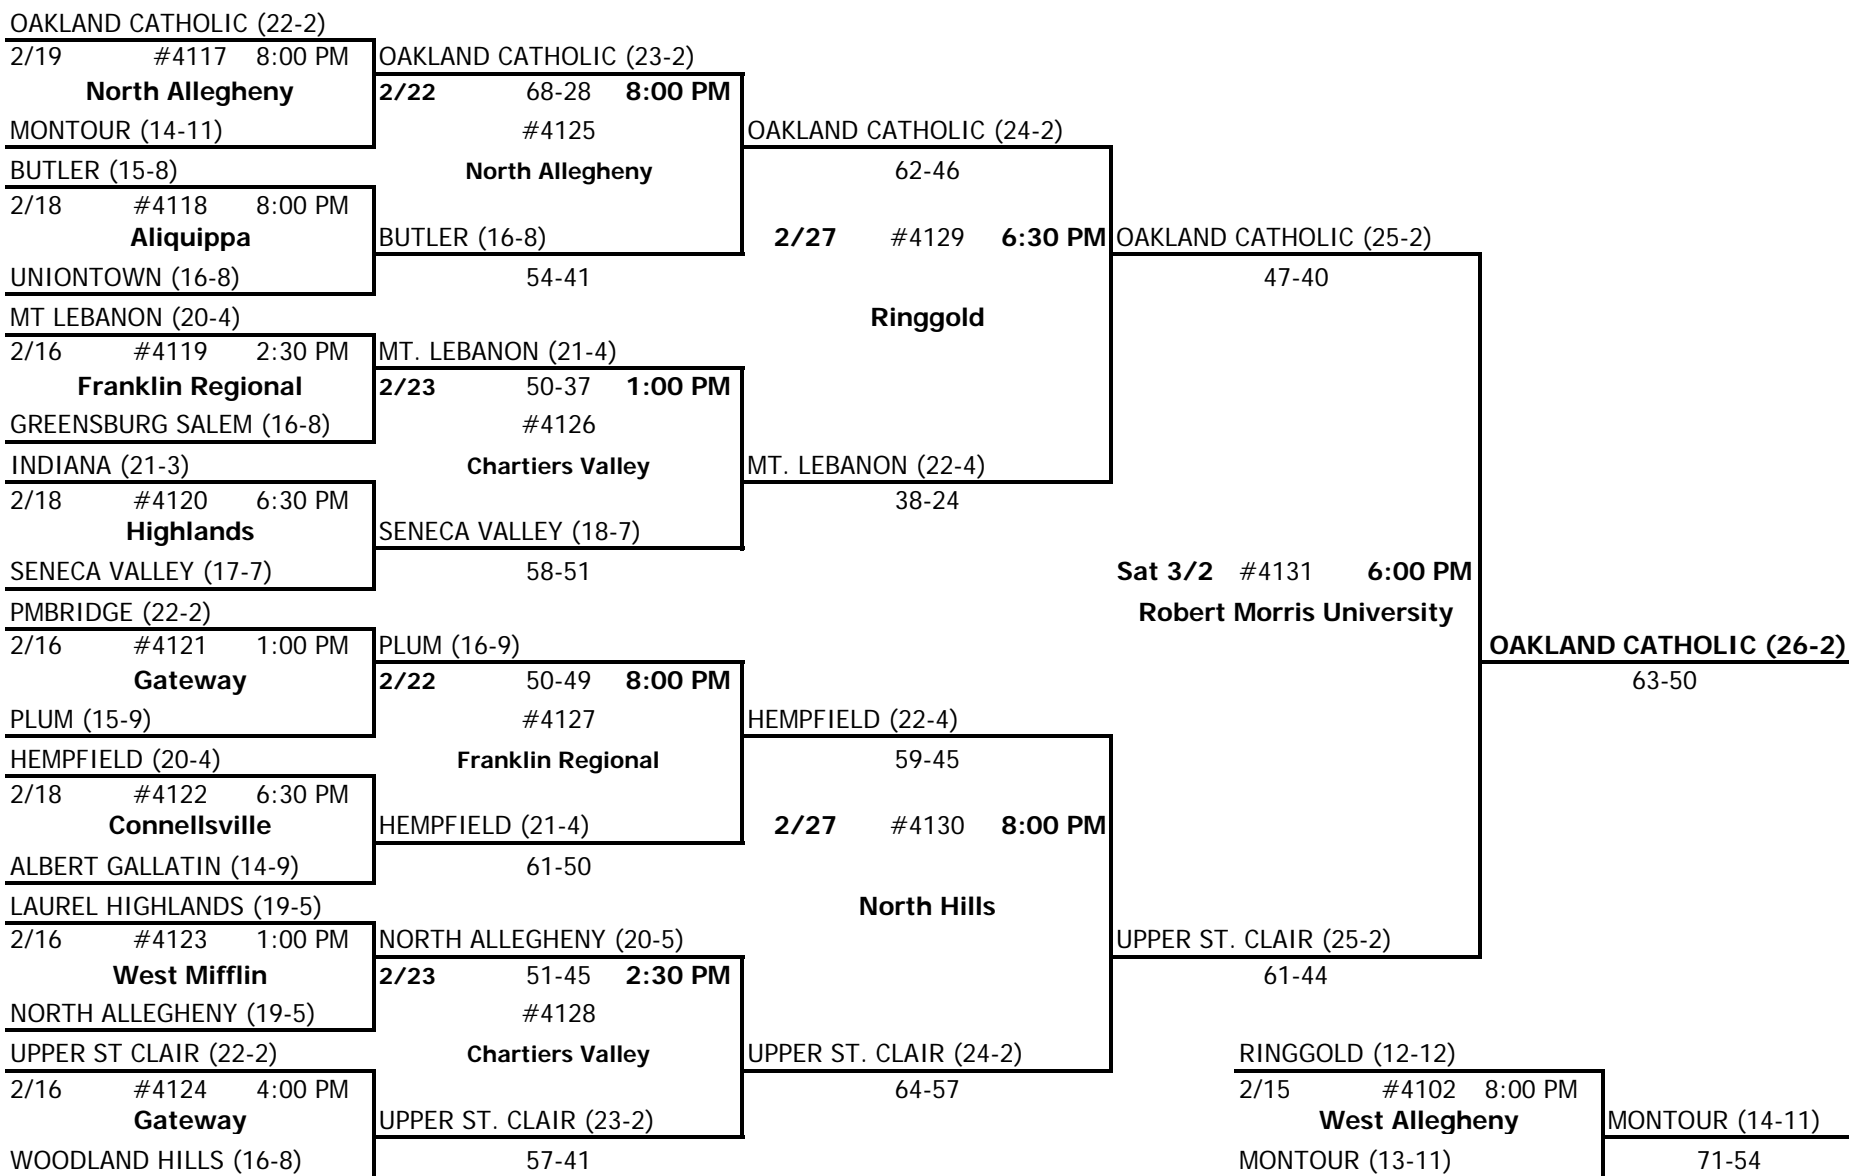 OAKLAND CATHOLIC (22-2)
2/19 #4117 8:00 PM
North Allegheny
MONTOUR (14-11)
BUTLER (15-8)
2/18 #4118 8:00 PM
Aliquippa
UNIONTOWN (16-8)
MT LEBANON (20-4)
2/16 #4119 2:30 PM
Franklin Regional
GREENSBURG SALEM (16-8)
INDIANA (21-3)
2/18 #4120 6:30 PM
Highlands
SENECA VALLEY (17-7)
PMBRIDGE (22-2)
2/16 #4121 1:00 PM
Gateway
PLUM (15-9)
HEMPFIELD (20-4)
2/18 #4122 6:30 PM
Connellsville
ALBERT GALLATIN (14-9)
LAUREL HIGHLANDS (19-5)
2/16 #4123 1:00 PM
West Mifflin
NORTH ALLEGHENY (19-5)
UPPER ST CLAIR (22-2)
2/16 #4124 4:00 PM
Gateway
WOODLAND HILLS (16-8)
OAKLAND CATHOLIC (23-2)
2/22 68-28 8:00 PM
#4125
North Allegheny
BUTLER (16-8)
54-41
MT. LEBANON (21-4)
2/23 50-37 1:00 PM
#4126
Chartiers Valley
SENECA VALLEY (18-7)
58-51
PLUM (16-9)
2/22 50-49 8:00 PM
#4127
Franklin Regional
HEMPFIELD (21-4)
61-50
NORTH ALLEGHENY (20-5)
2/23 51-45 2:30 PM
#4128
Chartiers Valley
UPPER ST. CLAIR (23-2)
57-41
OAKLAND CATHOLIC (24-2)
62-46
2/27 #4129 6:30 PM
Ringgold
MT. LEBANON (22-4)
38-24
HEMPFIELD (22-4)
59-45
2/27 #4130 8:00 PM
North Hills
UPPER ST. CLAIR (24-2)
64-57
OAKLAND CATHOLIC (25-2)
47-40
Sat 3/2 #4131 6:00 PM
Robert Morris University
UPPER ST. CLAIR (25-2)
61-44
OAKLAND CATHOLIC (26-2)
63-50
RINGGOLD (12-12)
2/15 #4102 8:00 PM
West Allegheny
MONTOUR (13-11)
MONTOUR (14-11)
71-54